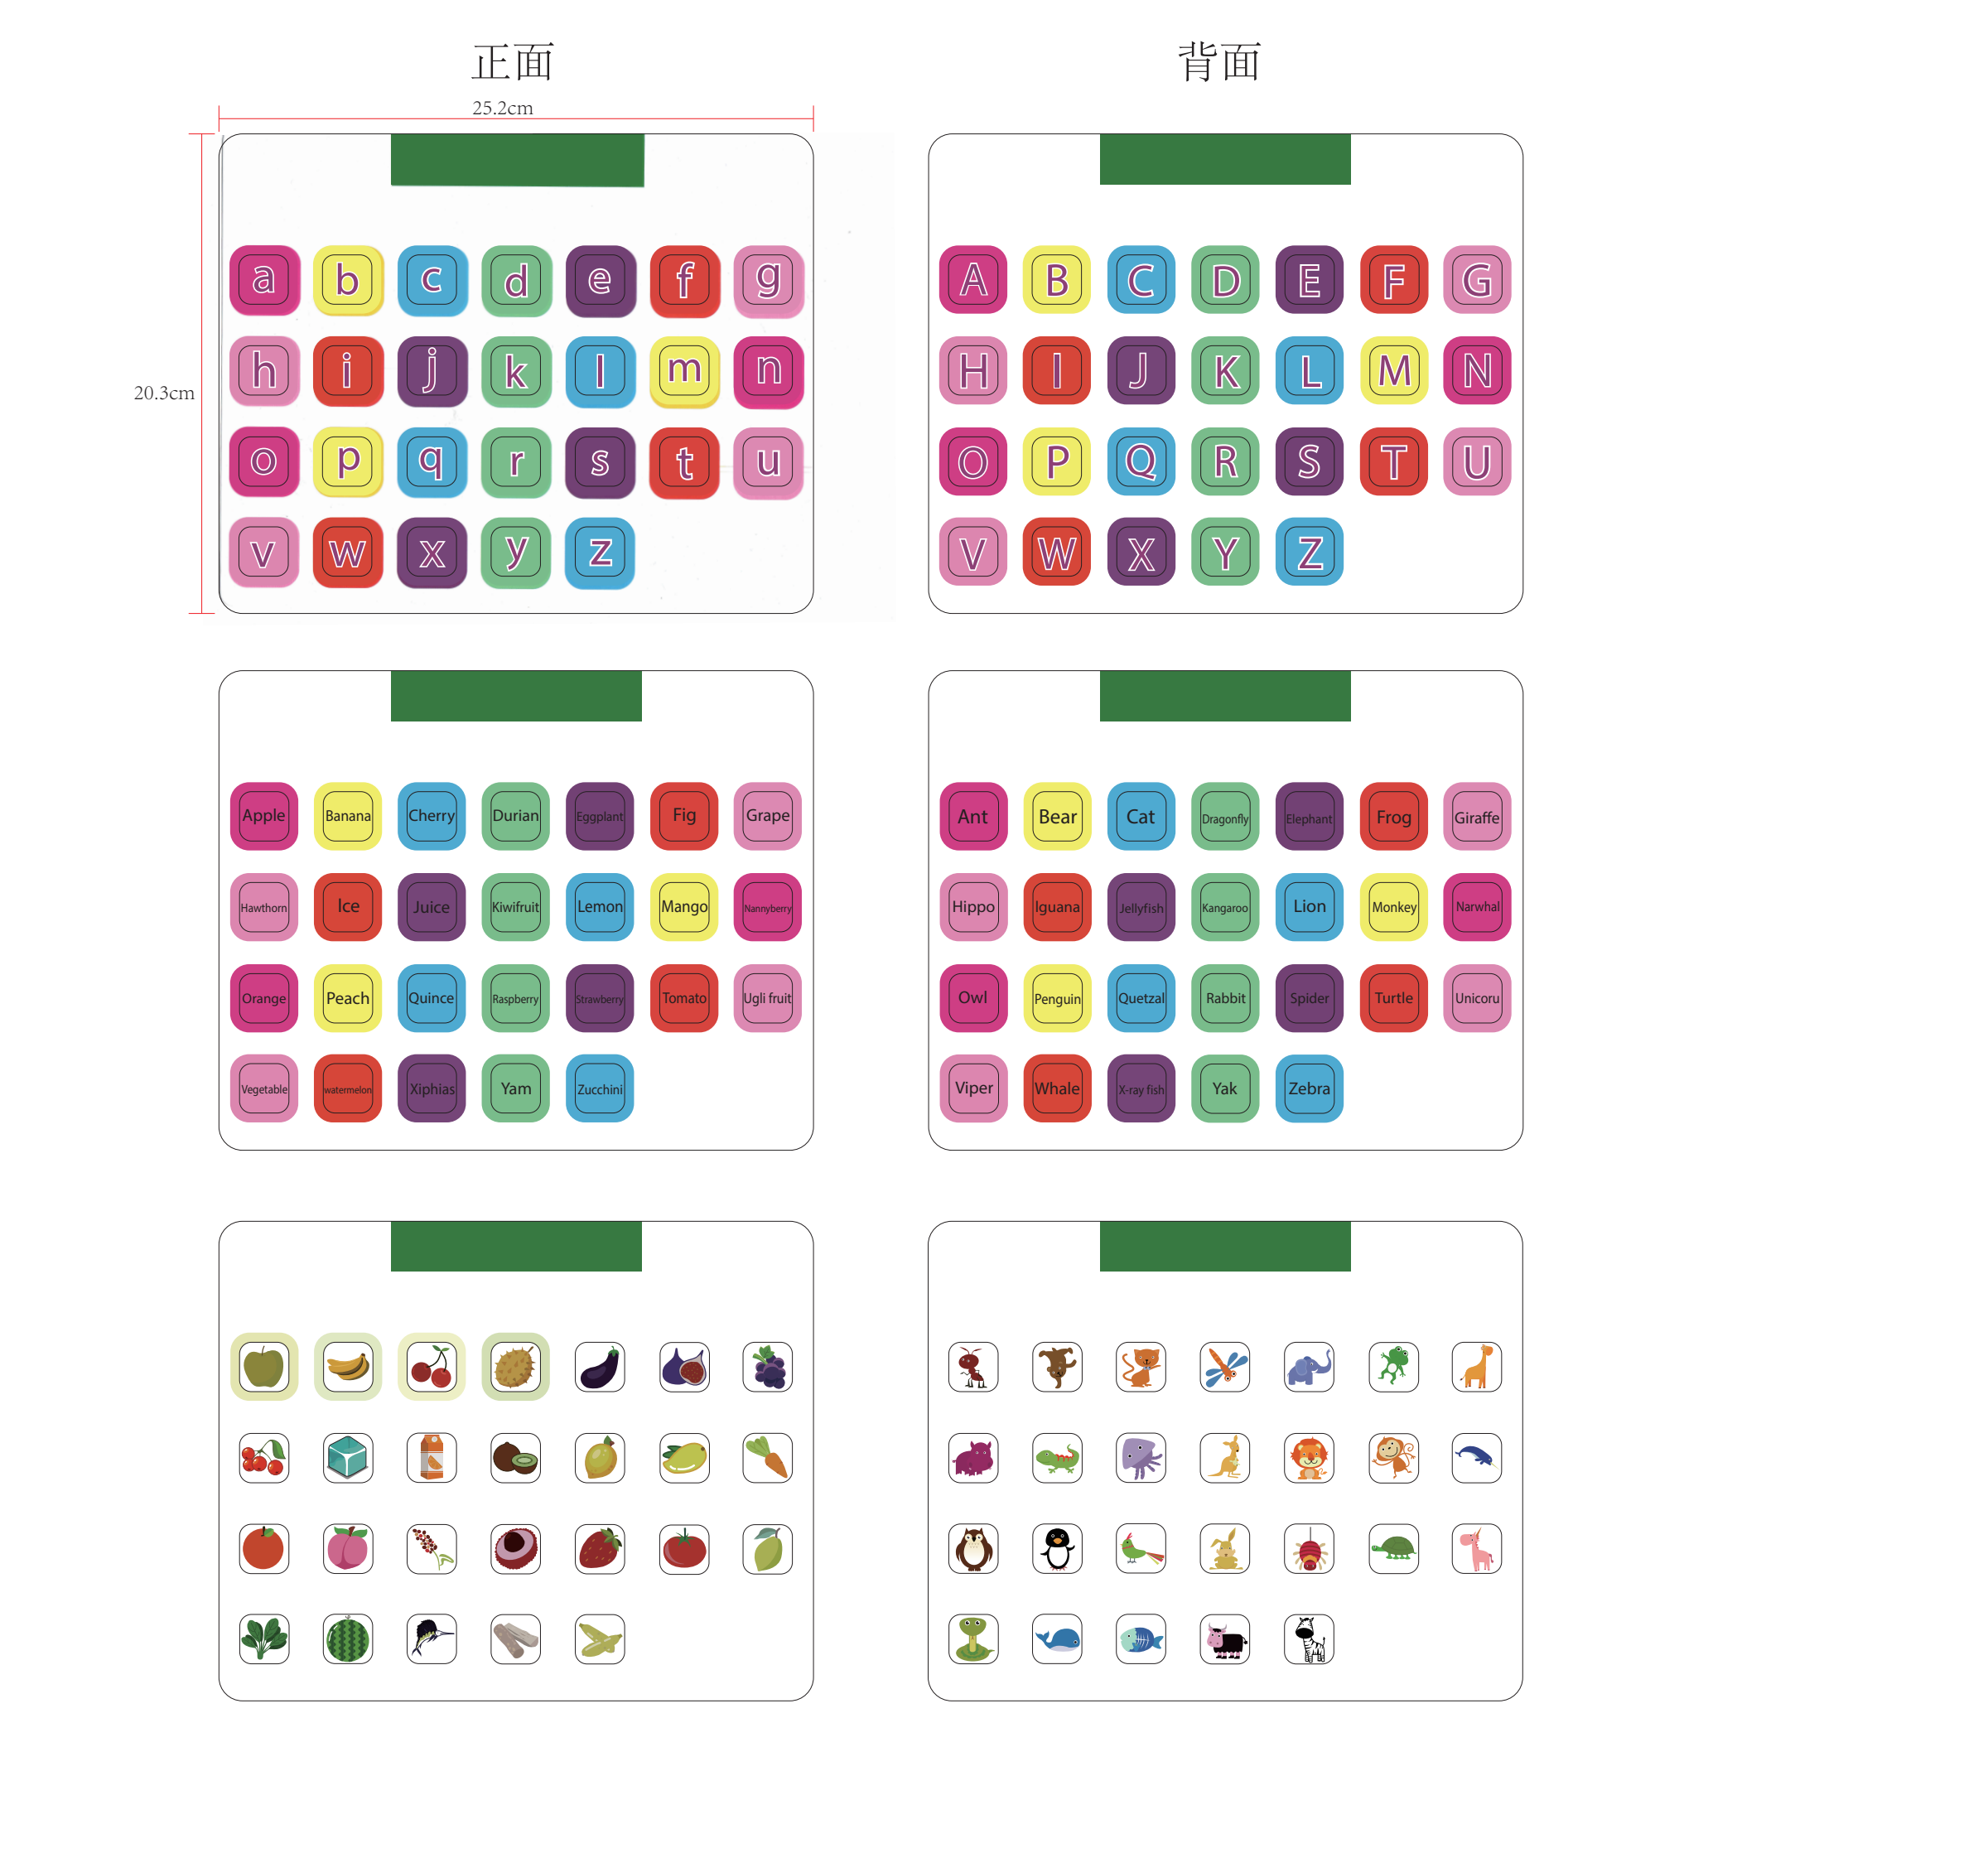 正面 背面
25.2cm
20.3cm
a b c d e f g
h i j k l m n
o p q r s t u
v w x y z
A B C D E F G
H I J K L M N
O P Q R S T U
V W X Y Z
Apple Banana Cherry Durian Eggplant Fig Grape
Hawthorn Ice Juice Kiwifruit Lemon Mango Nannyberry
Orange Peach Quince Raspberry Strawberry Tomato Ugli fruit
Vegetable watermelon Xiphias Yam Zucchini
Ant Bear Cat Dragonfly Elephant Frog Giraffe
Hippo Iguana Jellyfish Kangaroo Lion Monkey Narwhal
Owl Penguin Quetzal Rabbit Spider Turtle Unicoru
Viper Whale X-ray fish Yak Zebra